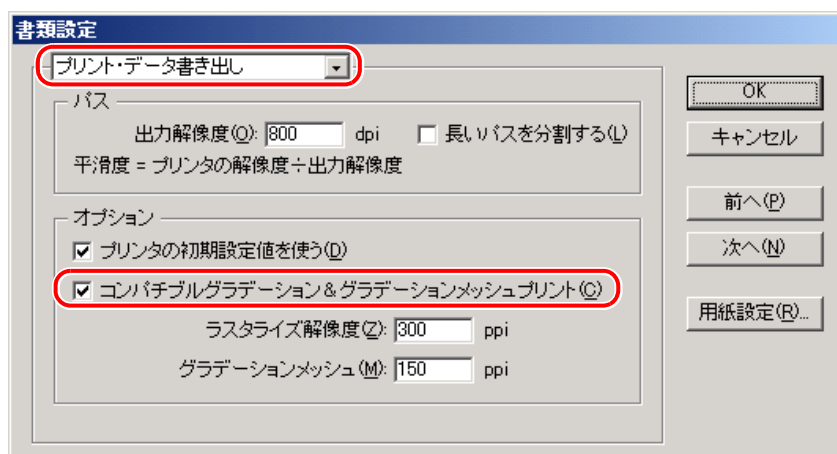 書類設定
プリント・データ書き出し
パス
出力解像度(O): 800 dpi 長いパスを分割する(L)
平滑度 = プリンタの解像度÷出力解像度
オプション
プリンタの初期設定値を使う(D)
コンパチブルグラデーション&グラデーションメッシュプリント(C)
ラスタライズ解像度(Z): 300 ppi
グラデーションメッシュ(M): 150 ppi
OK
キャンセル
前へ(P)
次へ(N)
用紙設定(R)...